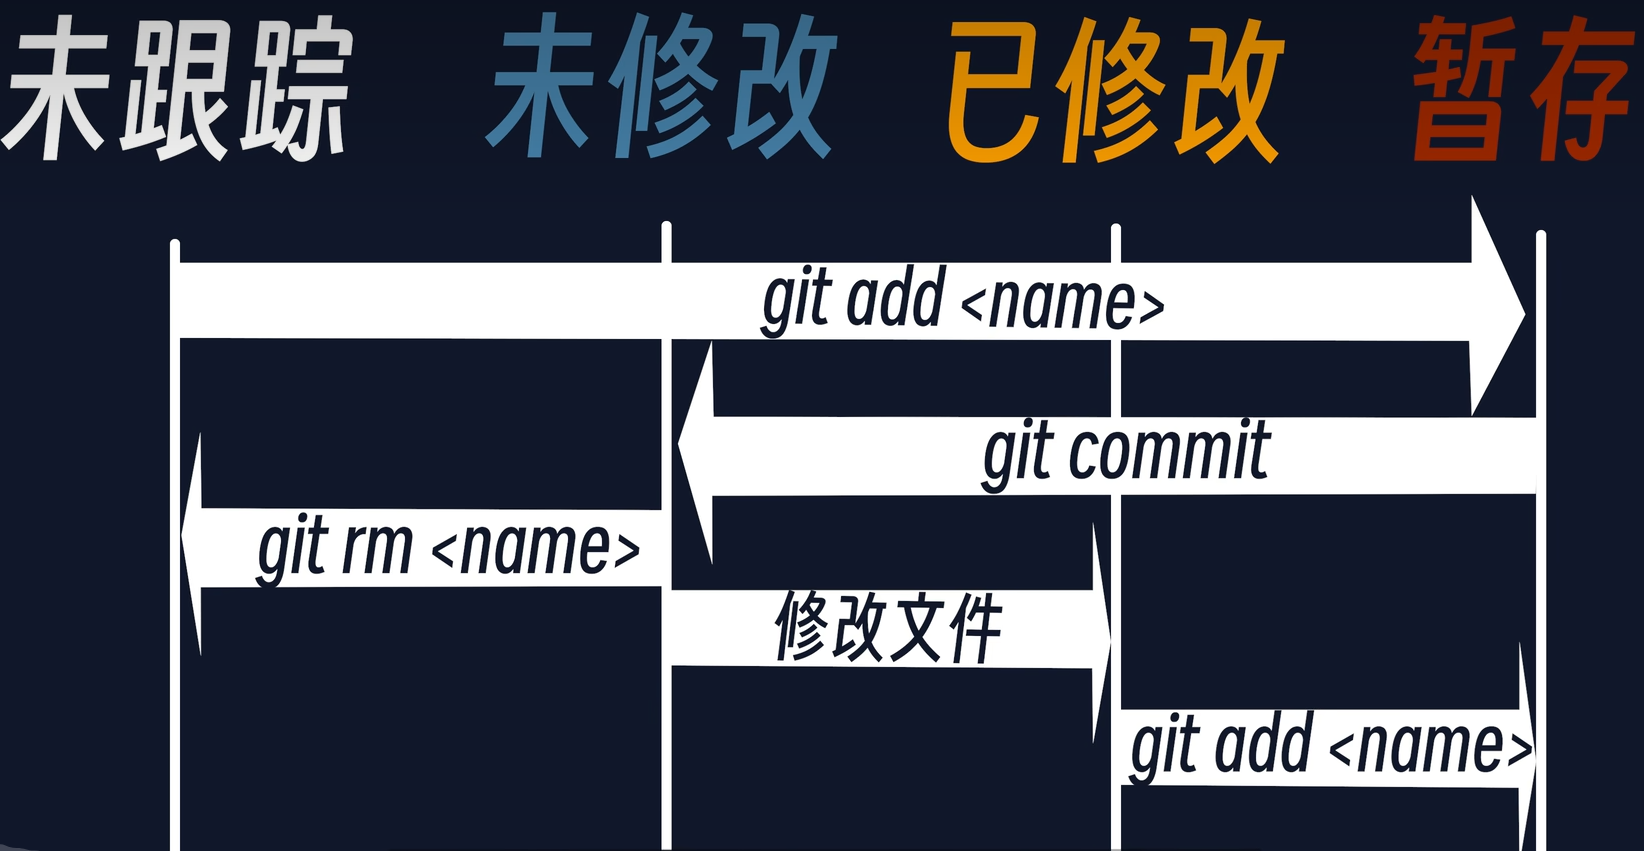 未跟踪 未修改 已修改 暂存
git add <name>
git commit
git rm <name>
修改文件
git add <name>